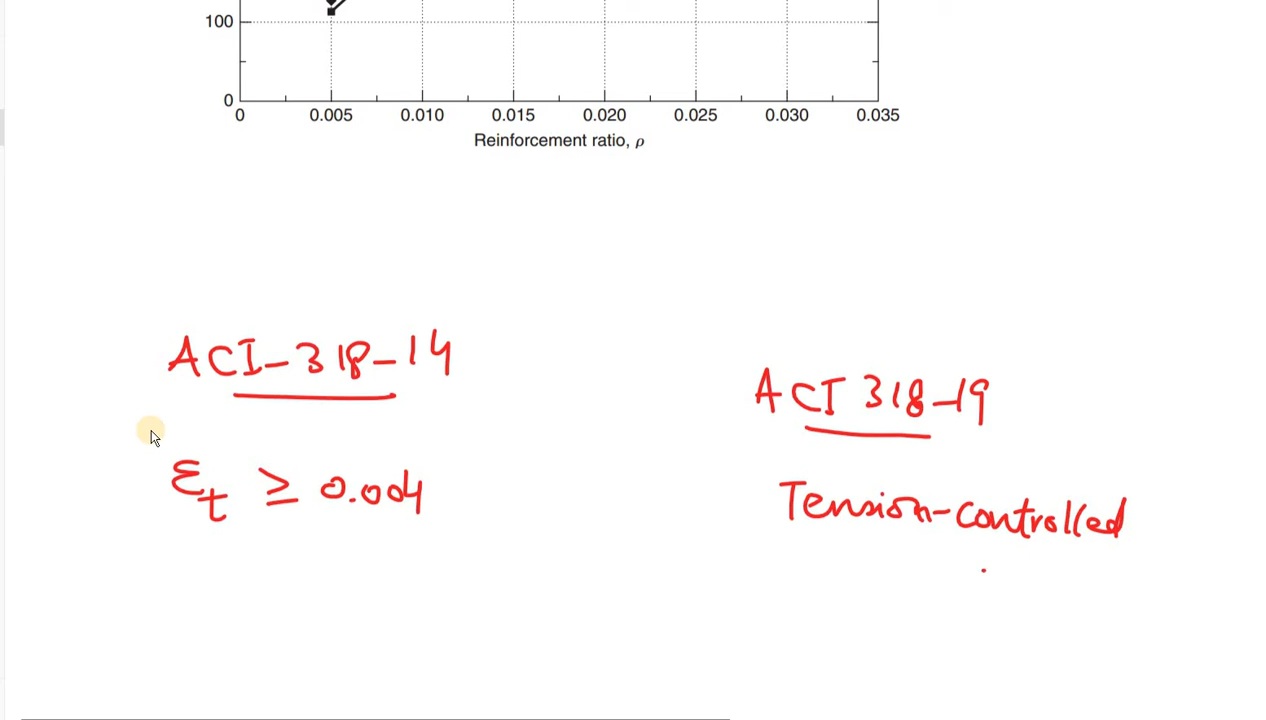 100
0
0 0.005 0.010 0.015 0.020 0.025 0.030 0.035
Reinforcement ratio, ρ
ACI-318-14
ACI 318-19
εt ≥ 0.004
Tension-controlled